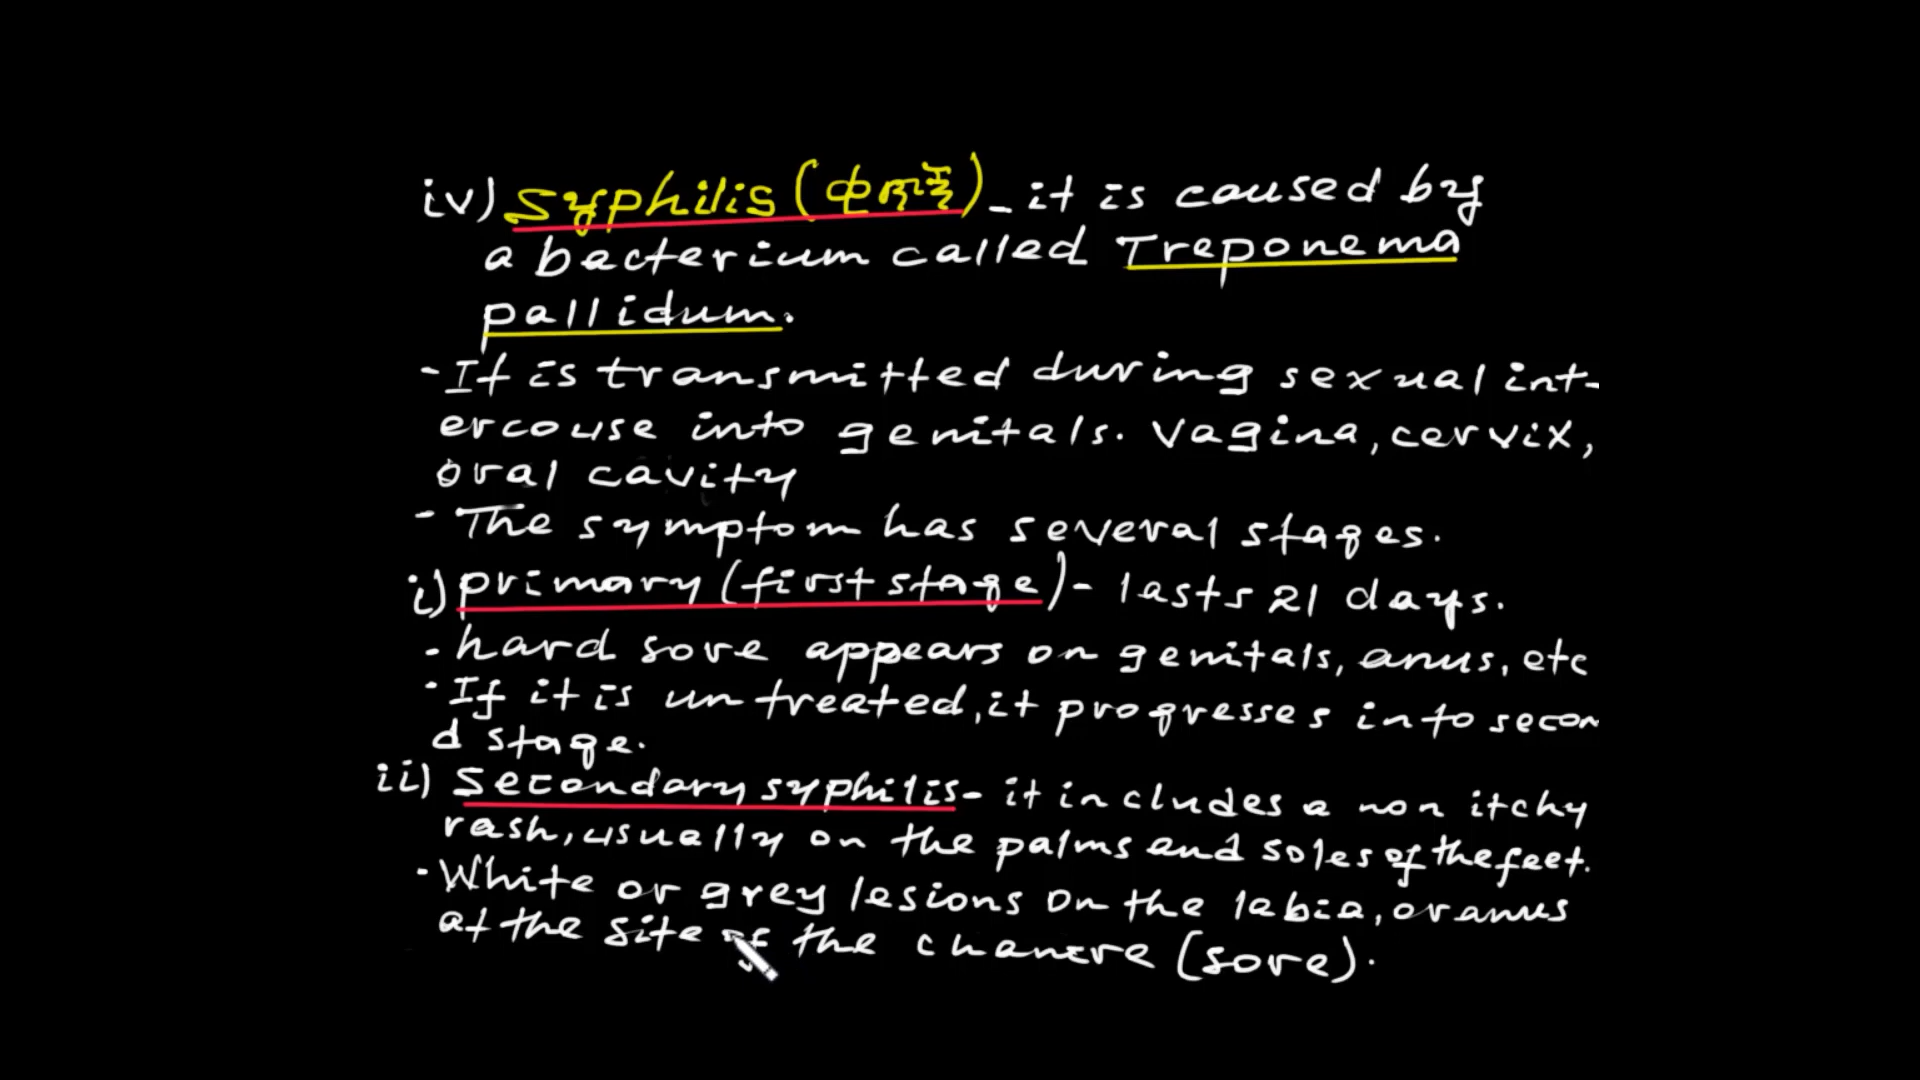 iv) Syphilis (ቂጥኝ) - it is caused by
a bacterium called Treponema
pallidum.
- It is transmitted during sexual int-
ercouse into genitals. Vagina, cervix,
oral cavity
- The symptom has several stages.
i) primary (first stage) - lasts 21 days.
• hard sore appears on genitals, anus, etc
• If it is untreated, it progresses into secon
d stage.
ii) Secondary syphilis - it includes a non itchy
rash, usually on the palms and soles of the feet.
• White or grey lesions on the labia, or anus
at the site of the chancre (sore).